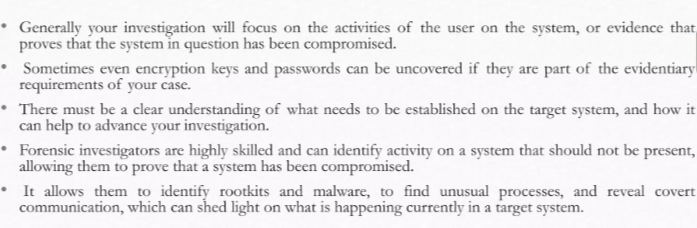 • Generally your investigation will focus on the activities of the user on the system, or evidence that
proves that the system in question has been compromised.
• Sometimes even encryption keys and passwords can be uncovered if they are part of the evidentiary
requirements of your case.
• There must be a clear understanding of what needs to be established on the target system, and how it
can help to advance your investigation.
• Forensic investigators are highly skilled and can identify activity on a system that should not be present,
allowing them to prove that a system has been compromised.
• It allows them to identify rootkits and malware, to find unusual processes, and reveal covert
communication, which can shed light on what is happening currently in a target system.